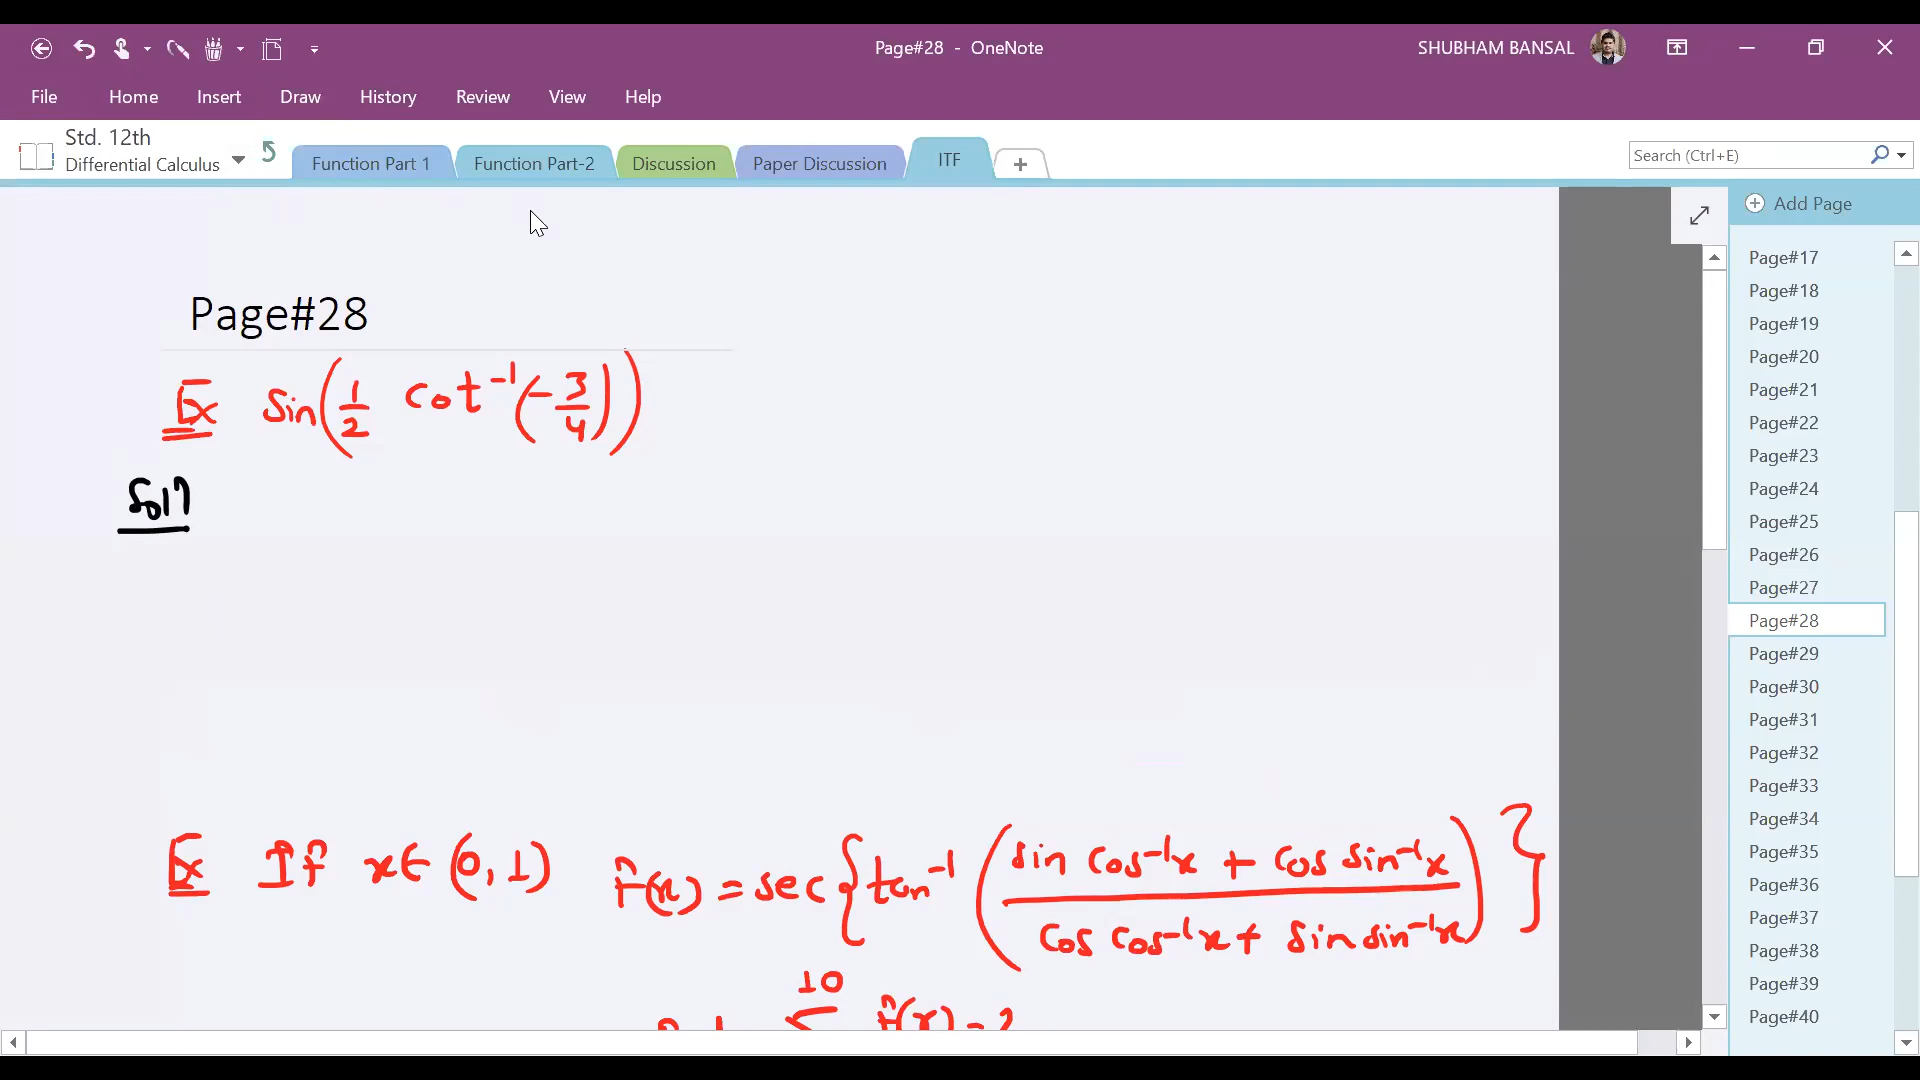 Page#28 - OneNote
SHUBHAM BANSAL
File Home Insert Draw History Review View Help
Std. 12th
Differential Calculus
Function Part 1
Function Part-2
Discussion
Paper Discussion
ITF
+
Search (Ctrl+E)
Add Page
Page#28
Ex sin(1/2 cot⁻¹(-3/4))
Solⁿ
Ex If x∈(0,1) f(x) = sec{tan⁻¹((sin cos⁻¹x + cos sin⁻¹x)/(cos cos⁻¹x + sin sin⁻¹x))}
10
Page#17
Page#18
Page#19
Page#20
Page#21
Page#22
Page#23
Page#24
Page#25
Page#26
Page#27
Page#28
Page#29
Page#30
Page#31
Page#32
Page#33
Page#34
Page#35
Page#36
Page#37
Page#38
Page#39
Page#40